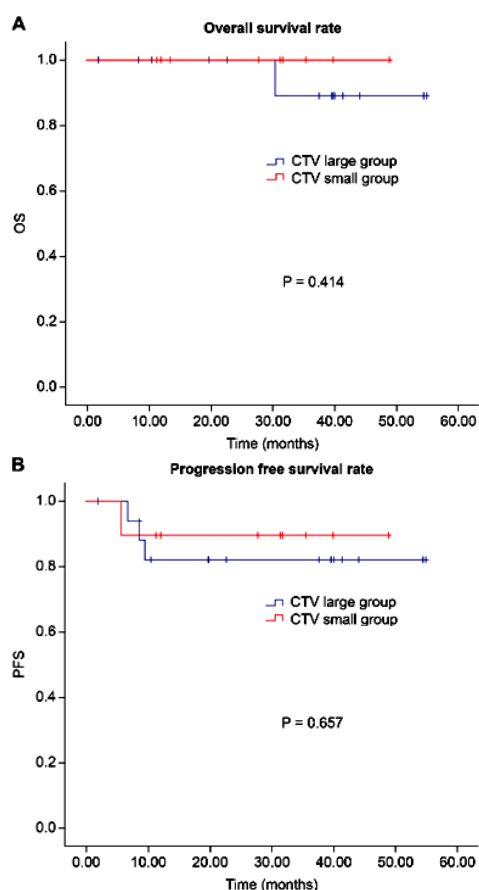 A
Overall survival rate
1.0
0.8
0.6
0.4
0.2
0.0
OS
CTV large group
CTV small group
P = 0.414
0.00 10.00 20.00 30.00 40.00 50.00 60.00
Time (months)
B
Progression free survival rate
1.0
0.8
0.6
0.4
0.2
0.0
PFS
CTV large group
CTV small group
P = 0.657
0.00 10.00 20.00 30.00 40.00 50.00 60.00
Time (months)